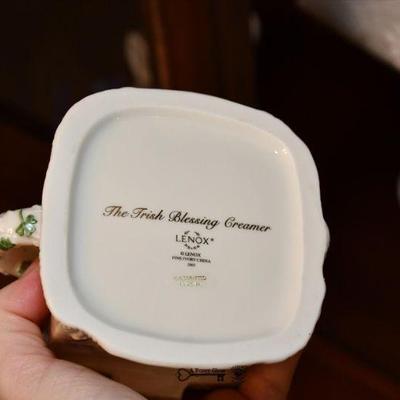 The Irish Blessing Creamer
LENOX®
© LENOX
FINE IVORY CHINA